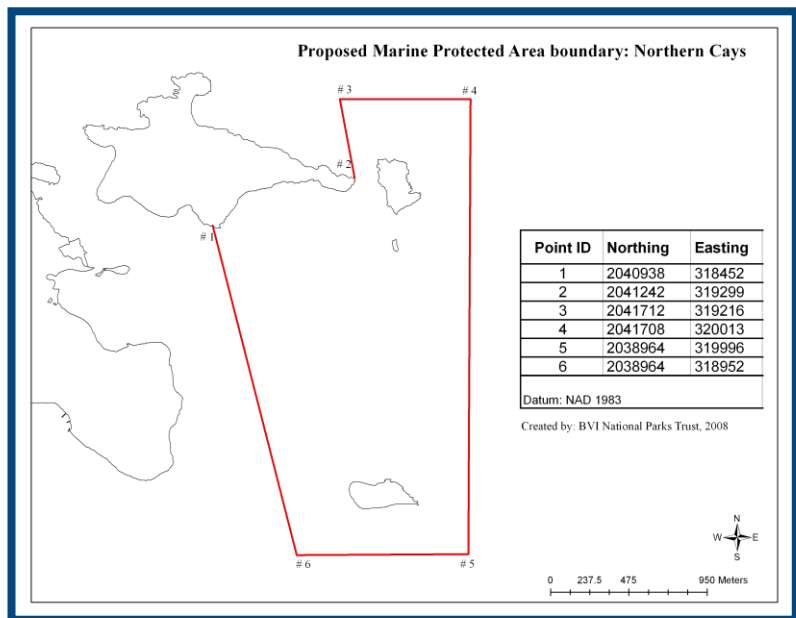 Proposed Marine Protected Area boundary: Northern Cays
# 3
# 4
# 2
# 1
# 6
# 5
Point ID Northing Easting
1 2040938 318452
2 2041242 319299
3 2041712 319216
4 2041708 320013
5 2038964 319996
6 2038964 318952
Datum: NAD 1983
Created by: BVI National Parks Trust, 2008
N
W E
S
0 237.5 475 950 Meters